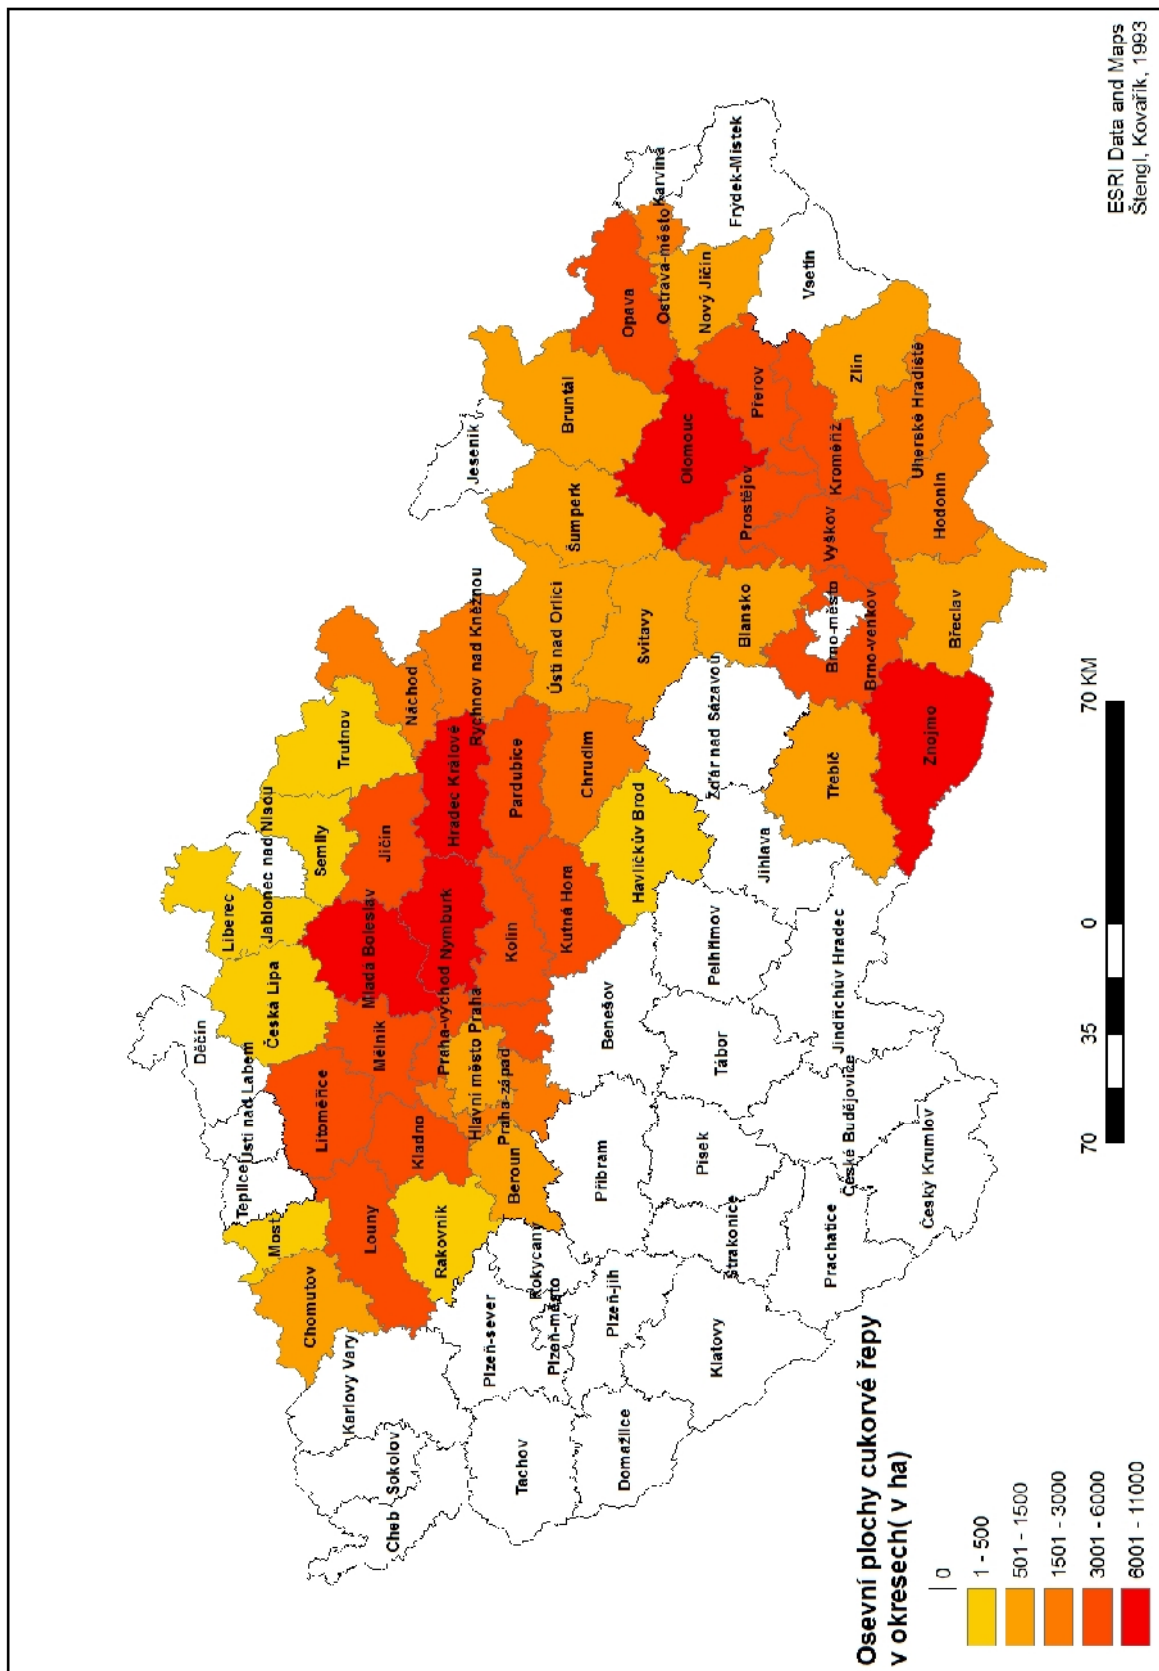 Děčín
Liberec
Jablonec nad Nisou
Česká Lípa
Ústí nad Labem
Teplice
Most
Chomutov
Semily
Trutnov
Litoměřice
Mladá Boleslav
Jičín
Náchod
Louny
Mělník
Karlovy Vary
Sokolov
Cheb
Kladno
Praha-východ
Nymburk
Hradec Králové
Rychnov nad Kněžnou
Jeseník
Rakovník
Hlavní město Praha
Praha-západ
Kolín
Pardubice
Beroun
Plzeň-sever
Tachov
Rokycany
Plzeň-město
Kutná Hora
Chrudim
Ústí nad Orlicí
Šumperk
Bruntál
Příbram
Benešov
Plzeň-jih
Domažlice
Havlíčkův Brod
Svitavy
Opava
Ostrava-město
Karviná
Olomouc
Nový Jičín
Písek
Tábor
Pelhřimov
Žďár nad Sázavou
Klatovy
Strakonice
Blansko
Prostějov
Přerov
Frýdek-Místek
Jihlava
Vsetín
Prachatice
České Budějovice
Jindřichův Hradec
Třebíč
Brno-město
Brno-venkov
Vyškov
Kroměříž
Zlín
Uherské Hradiště
Český Krumlov
Znojmo
Břeclav
Hodonín
Osevní plochy cukorvé řepy
v okresech( v ha)
0
1 - 500
501 - 1500
1501 - 3000
3001 - 6000
6001 - 11000
70 35 0 70 KM
ESRI Data and Maps
Štengl, Kovařík, 1993